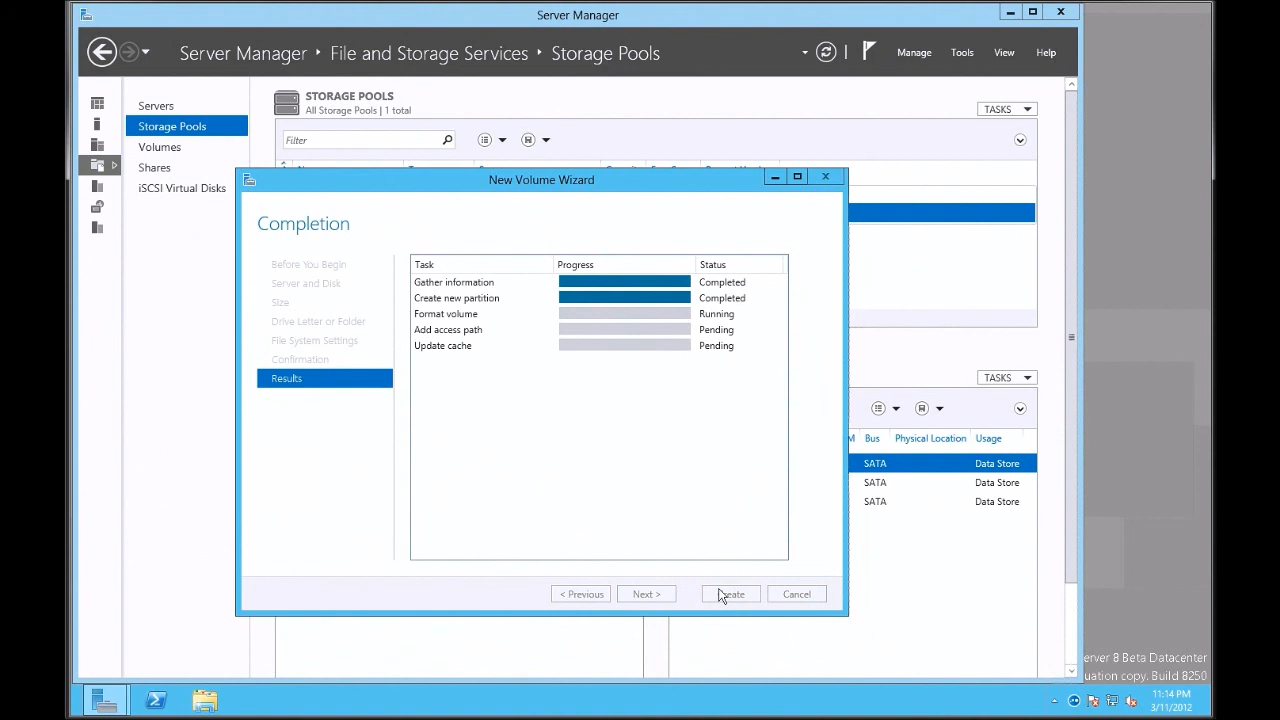 Server Manager
Server Manager ‣ File and Storage Services ‣ Storage Pools
Manage Tools View Help
Servers
Storage Pools
Volumes
Shares
iSCSI Virtual Disks
STORAGE POOLS
All Storage Pools | 1 total
TASKS
Filter
New Volume Wizard
Completion
Before You Begin
Server and Disk
Size
Drive Letter or Folder
File System Settings
Confirmation
Results
Task Progress Status
Gather information Completed
Create new partition Completed
Format volume Running
Add access path Pending
Update cache Pending
< Previous Next > Cancel
TASKS
Bus Physical Location Usage
SATA Data Store
SATA Data Store
SATA Data Store
8 Beta Datacenter
copy. Build 8250
11:14 PM
3/11/2012